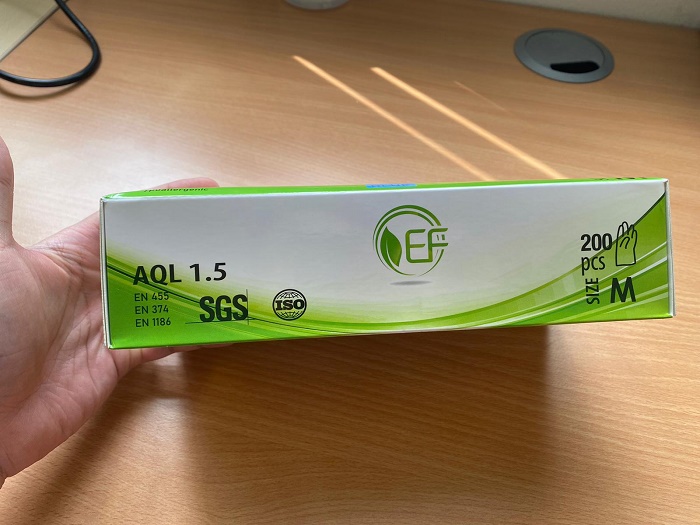 EF
AQL 1.5
EN 455
EN 374
EN 1186
SGS
ISO
200
pcs
SIZE M